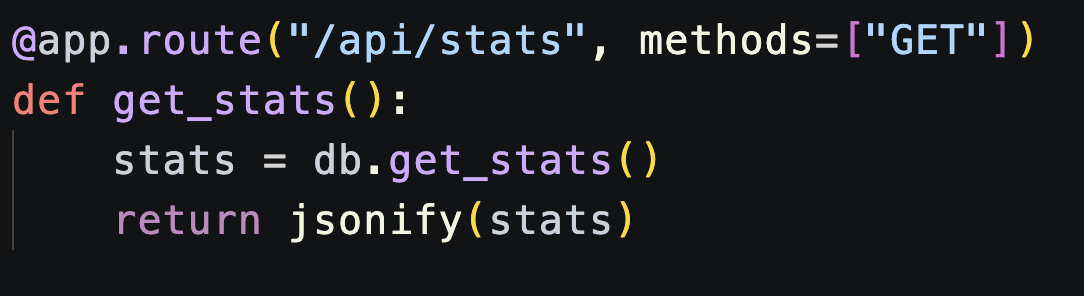 @app.route("/api/stats", methods=["GET"])
def get_stats():
    stats = db.get_stats()
    return jsonify(stats)